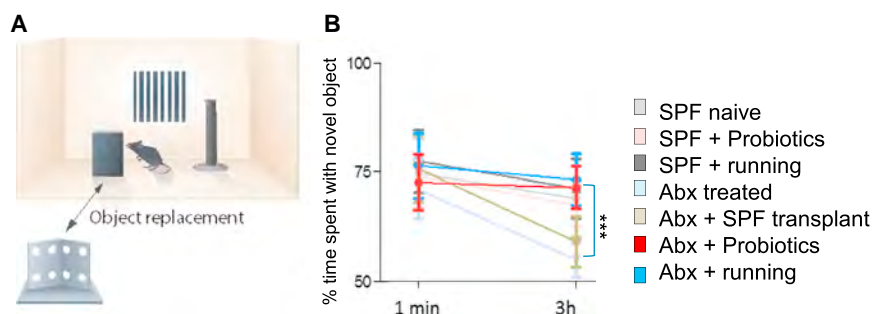 A
Object replacement
B
% time spent with novel object
100
75
50
1 min
3h
***
SPF naive
SPF + Probiotics
SPF + running
Abx treated
Abx + SPF transplant
Abx + Probiotics
Abx + running